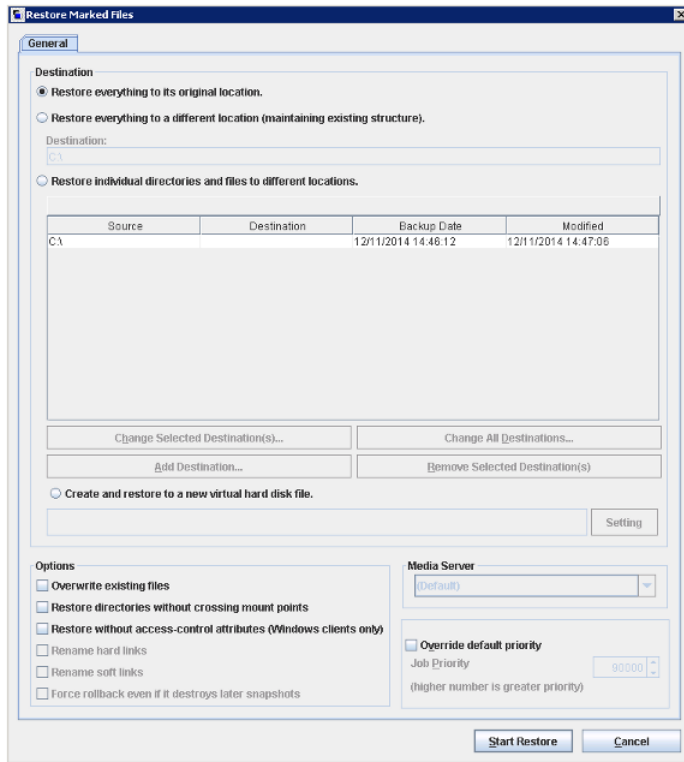 Restore Marked Files
General
Destination
Restore everything to its original location.
Restore everything to a different location (maintaining existing structure).
Destination:
C:\
Restore individual directories and files to different locations.
Source Destination Backup Date Modified
C:\ 12/11/2014 14:46:12 12/11/2014 14:47:06
Change Selected Destination(s)... Change All Destinations...
Add Destination... Remove Selected Destination(s)
Create and restore to a new virtual hard disk file.
Setting
Options
Overwrite existing files
Restore directories without crossing mount points
Restore without access-control attributes (Windows clients only)
Rename hard links
Rename soft links
Force rollback even if it destroys later snapshots
Media Server
(Default)
Override default priority
Job Priority 90000
(higher number is greater priority)
Start Restore Cancel